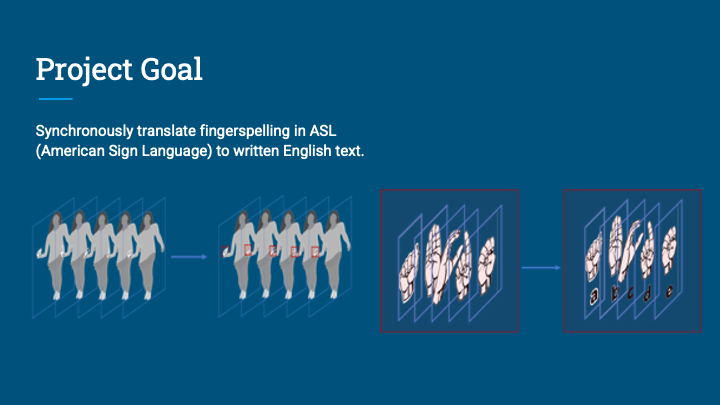 Project Goal
Synchronously translate fingerspelling in ASL
(American Sign Language) to written English text.
a b c d e